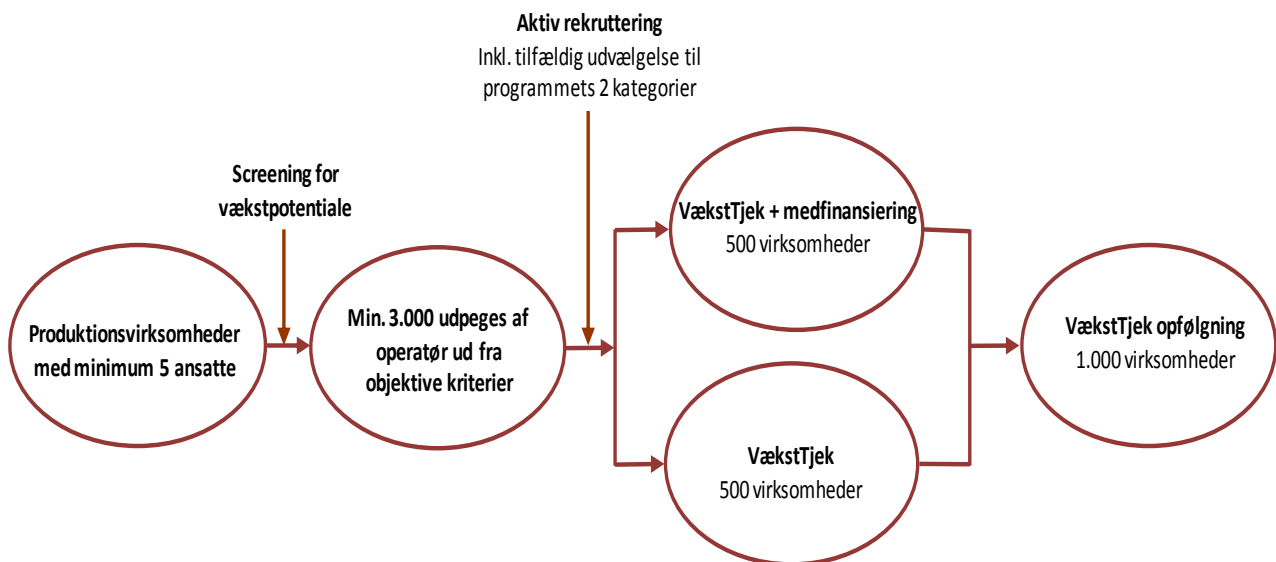 Aktiv rekruttering
Inkl. tilfældig udvælgelse til
programmets 2 kategorier
Screening for
vækstpotentiale
Produktionsvirksomheder
med minimum 5 ansatte
Min. 3.000 udpeges af
operatør ud fra
objektive kriterier
VækstTjek + medfinansiering
500 virksomheder
VækstTjek
500 virksomheder
VækstTjek opfølgning
1.000 virksomheder